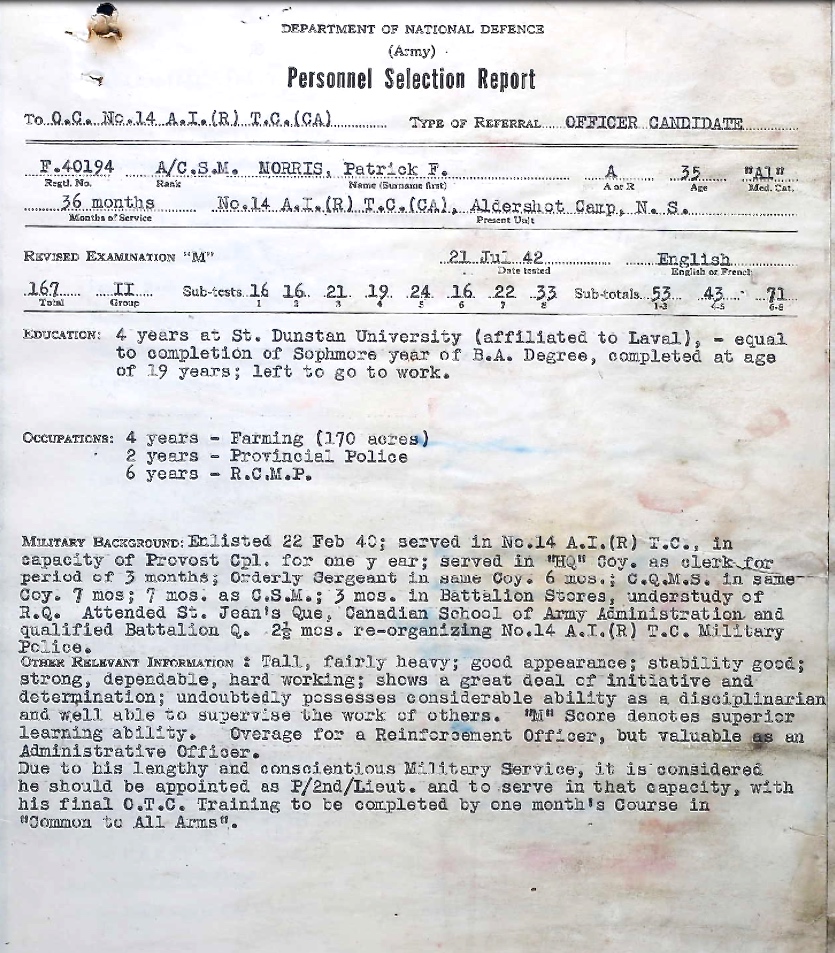 DEPARTMENT OF NATIONAL DEFENCE
(Army)
Personnel Selection Report
To O.C. No.14 A.I.(R) T.C.(CA) TYPE OF REFERRAL OFFICER CANDIDATE
F.40194 A/C.S.M. NORRIS, Patrick F. A 35 "A1"
Regtl. No. Rank Name (Surname first) A or R Age Med. Cat.
36 months No.14 A.I.(R) T.C.(CA), Aldershot Camp, N. S.
Months of Service Present Unit
REVISED EXAMINATION "M" 21 Jul 42 English
Date tested English or French
167 II Sub-tests 16 16 21 19 24 16 22 33 Sub-totals 53 43 71
Total Group 1 2 3 4 5 6 7 8 1-3 4-5 6-8
EDUCATION: 4 years at St. Dunstan University (affiliated to Laval), - equal
to completion of Sophmore year of B.A. Degree, completed at age
of 19 years; left to go to work.
OCCUPATIONS: 4 years - Farming (170 acres)
2 years - Provincial Police
6 years - R.C.M.P.
MILITARY BACKGROUND: Enlisted 22 Feb 40; served in No.14 A.I.(R) T.C., in
capacity of Provost Cpl. for one y ear; served in "HQ" Coy. as clerk for
period of 3 months; Orderly Sergeant in same Coy. 6 mos.; C.Q.M.S. in same
Coy. 7 mos; 7 mos. as C.S.M.; 3 mos. in Battalion Stores, understudy of
R.Q. Attended St. Jean's Que, Canadian School of Army Administration and
qualified Battalion Q. 2½ mos. re-organizing No.14 A.I.(R) T.C. Military
Police.
OTHER RELEVANT INFORMATION : Tall, fairly heavy; good appearance; stability good;
strong, dependable, hard working; shows a great deal of initiative and
determination; undoubtedly possesses considerable ability as a disciplinarian
and well able to supervise the work of others. "M" Score denotes superior
learning ability. Overage for a Reinforcement Officer, but valuable as an
Administrative Officer.
Due to his lengthy and conscientious Military Service, it is considered
he should be appointed as P/2nd/Lieut. and to serve in that capacity, with
his final O.T.C. Training to be completed by one month's Course in
"Common to All Arms".